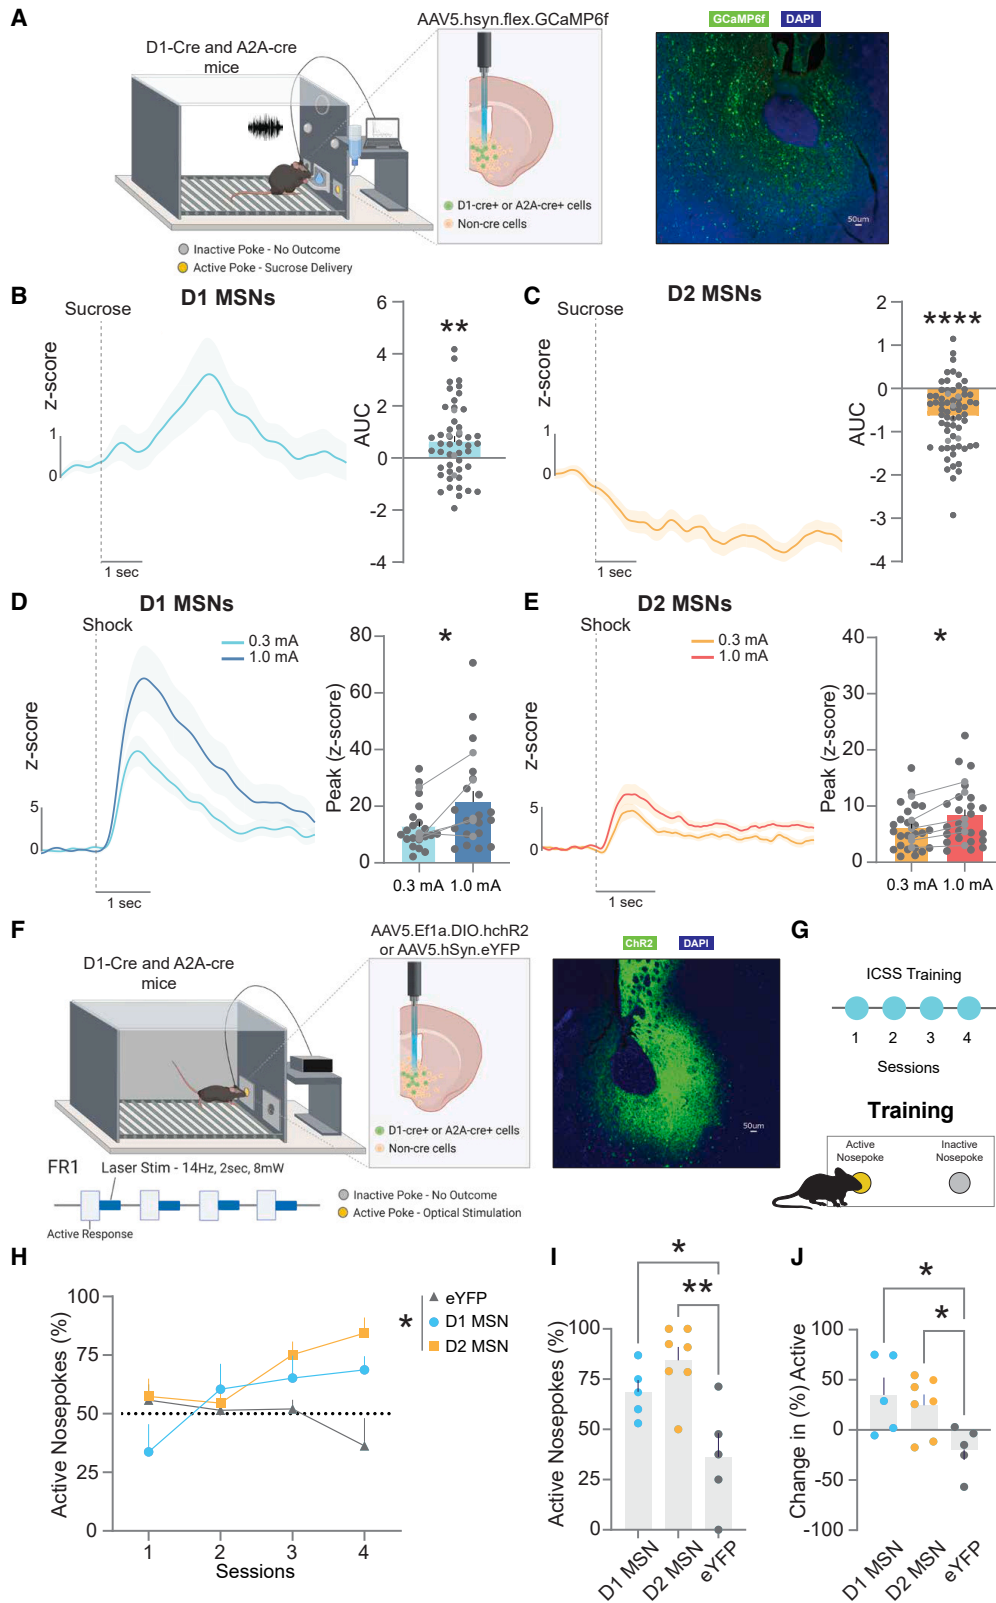 A
D1-Cre and A2A-cre
mice
AAV5.hsyn.flex.GCaMP6f
D1-cre+ or A2A-cre+ cells
Non-cre cells
Inactive Poke - No Outcome
Active Poke - Sucrose Delivery
GCaMP6f
DAPI
50um
B
D1 MSNs
Sucrose
z-score
1
0
1 sec
AUC
6
4
2
0
-2
-4
**
C
D2 MSNs
Sucrose
z-score
1
0
1 sec
AUC
2
1
0
-1
-2
-3
-4
****
D
D1 MSNs
Shock
0.3 mA
1.0 mA
z-score
5
0
1 sec
Peak (z-score)
80
60
40
20
0
*
0.3 mA
1.0 mA
E
D2 MSNs
Shock
0.3 mA
1.0 mA
z-score
5
0
1 sec
Peak (z-score)
40
30
20
10
0
*
0.3 mA
1.0 mA
F
D1-Cre and A2A-cre
mice
AAV5.Ef1a.DIO.hchR2
or AAV5.hSyn.eYFP
D1-cre+ or A2A-cre+ cells
Non-cre cells
FR1
Laser Stim - 14Hz, 2sec, 8mW
Active Response
Inactive Poke - No Outcome
Active Poke - Optical Stimulation
ChR2
DAPI
50um
G
ICSS Training
1 2 3 4
Sessions
Training
Active
Nosepoke
Inactive
Nosepoke
H
Active Nosepokes (%)
100
75
50
25
0
1 2 3 4
Sessions
*
eYFP
D1 MSN
D2 MSN
I
Active Nosepokes (%)
100
75
50
25
0
*
**
D1 MSN
D2 MSN
eYFP
J
Change in (%) Active
100
50
0
-50
-100
*
*
D1 MSN
D2 MSN
eYFP